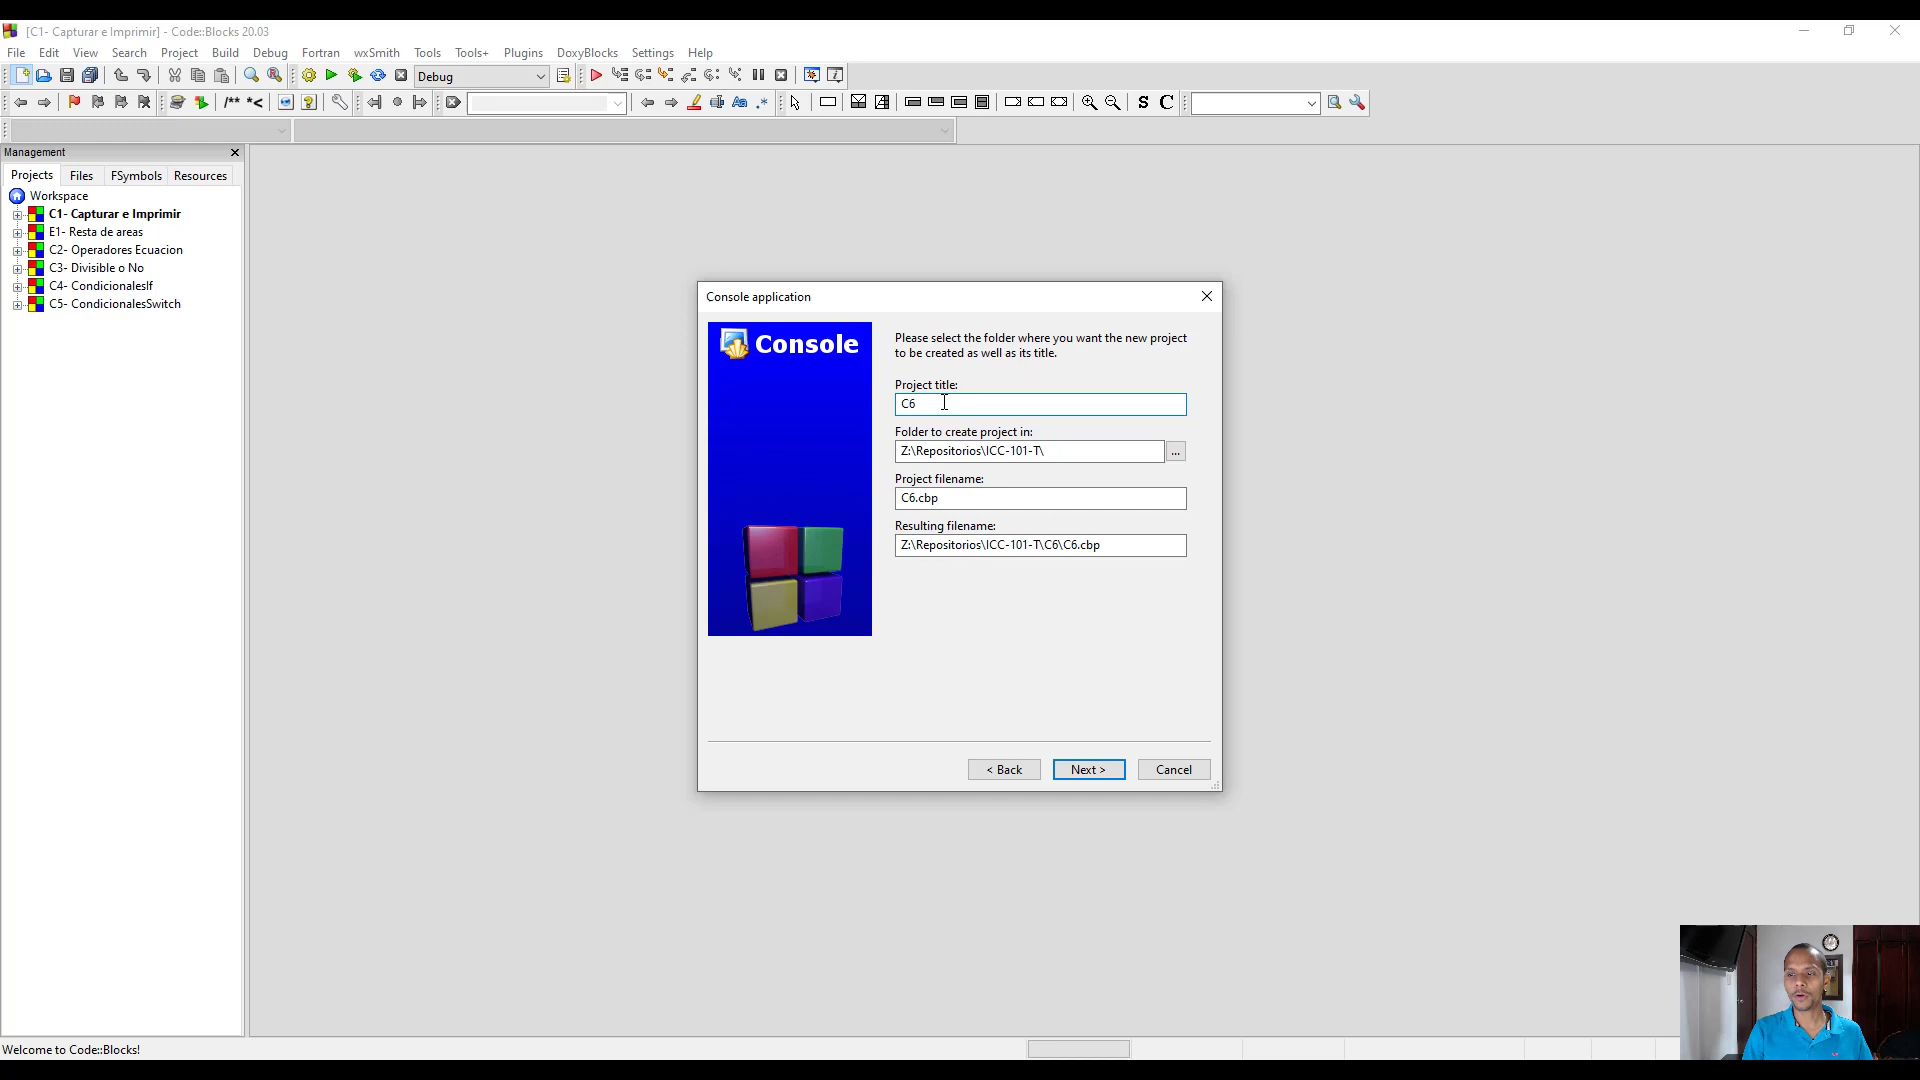 [C1- Capturar e Imprimir] - Code::Blocks 20.03
File Edit View Search Project Build Debug Fortran wxSmith Tools Tools+ Plugins DoxyBlocks Settings Help
Debug
/** *<
Aa .* S C
Management
Projects Files FSymbols Resources
Workspace
C1- Capturar e Imprimir
E1- Resta de areas
C2- Operadores Ecuacion
C3- Divisible o No
C4- CondicionalesIf
C5- CondicionalesSwitch
Console application
Console
Please select the folder where you want the new project
to be created as well as its title.
Project title:
C6
Folder to create project in:
Z:\Repositorios\ICC-101-T\
...
Project filename:
C6.cbp
Resulting filename:
Z:\Repositorios\ICC-101-T\C6\C6.cbp
< Back Next > Cancel
Welcome to Code::Blocks!